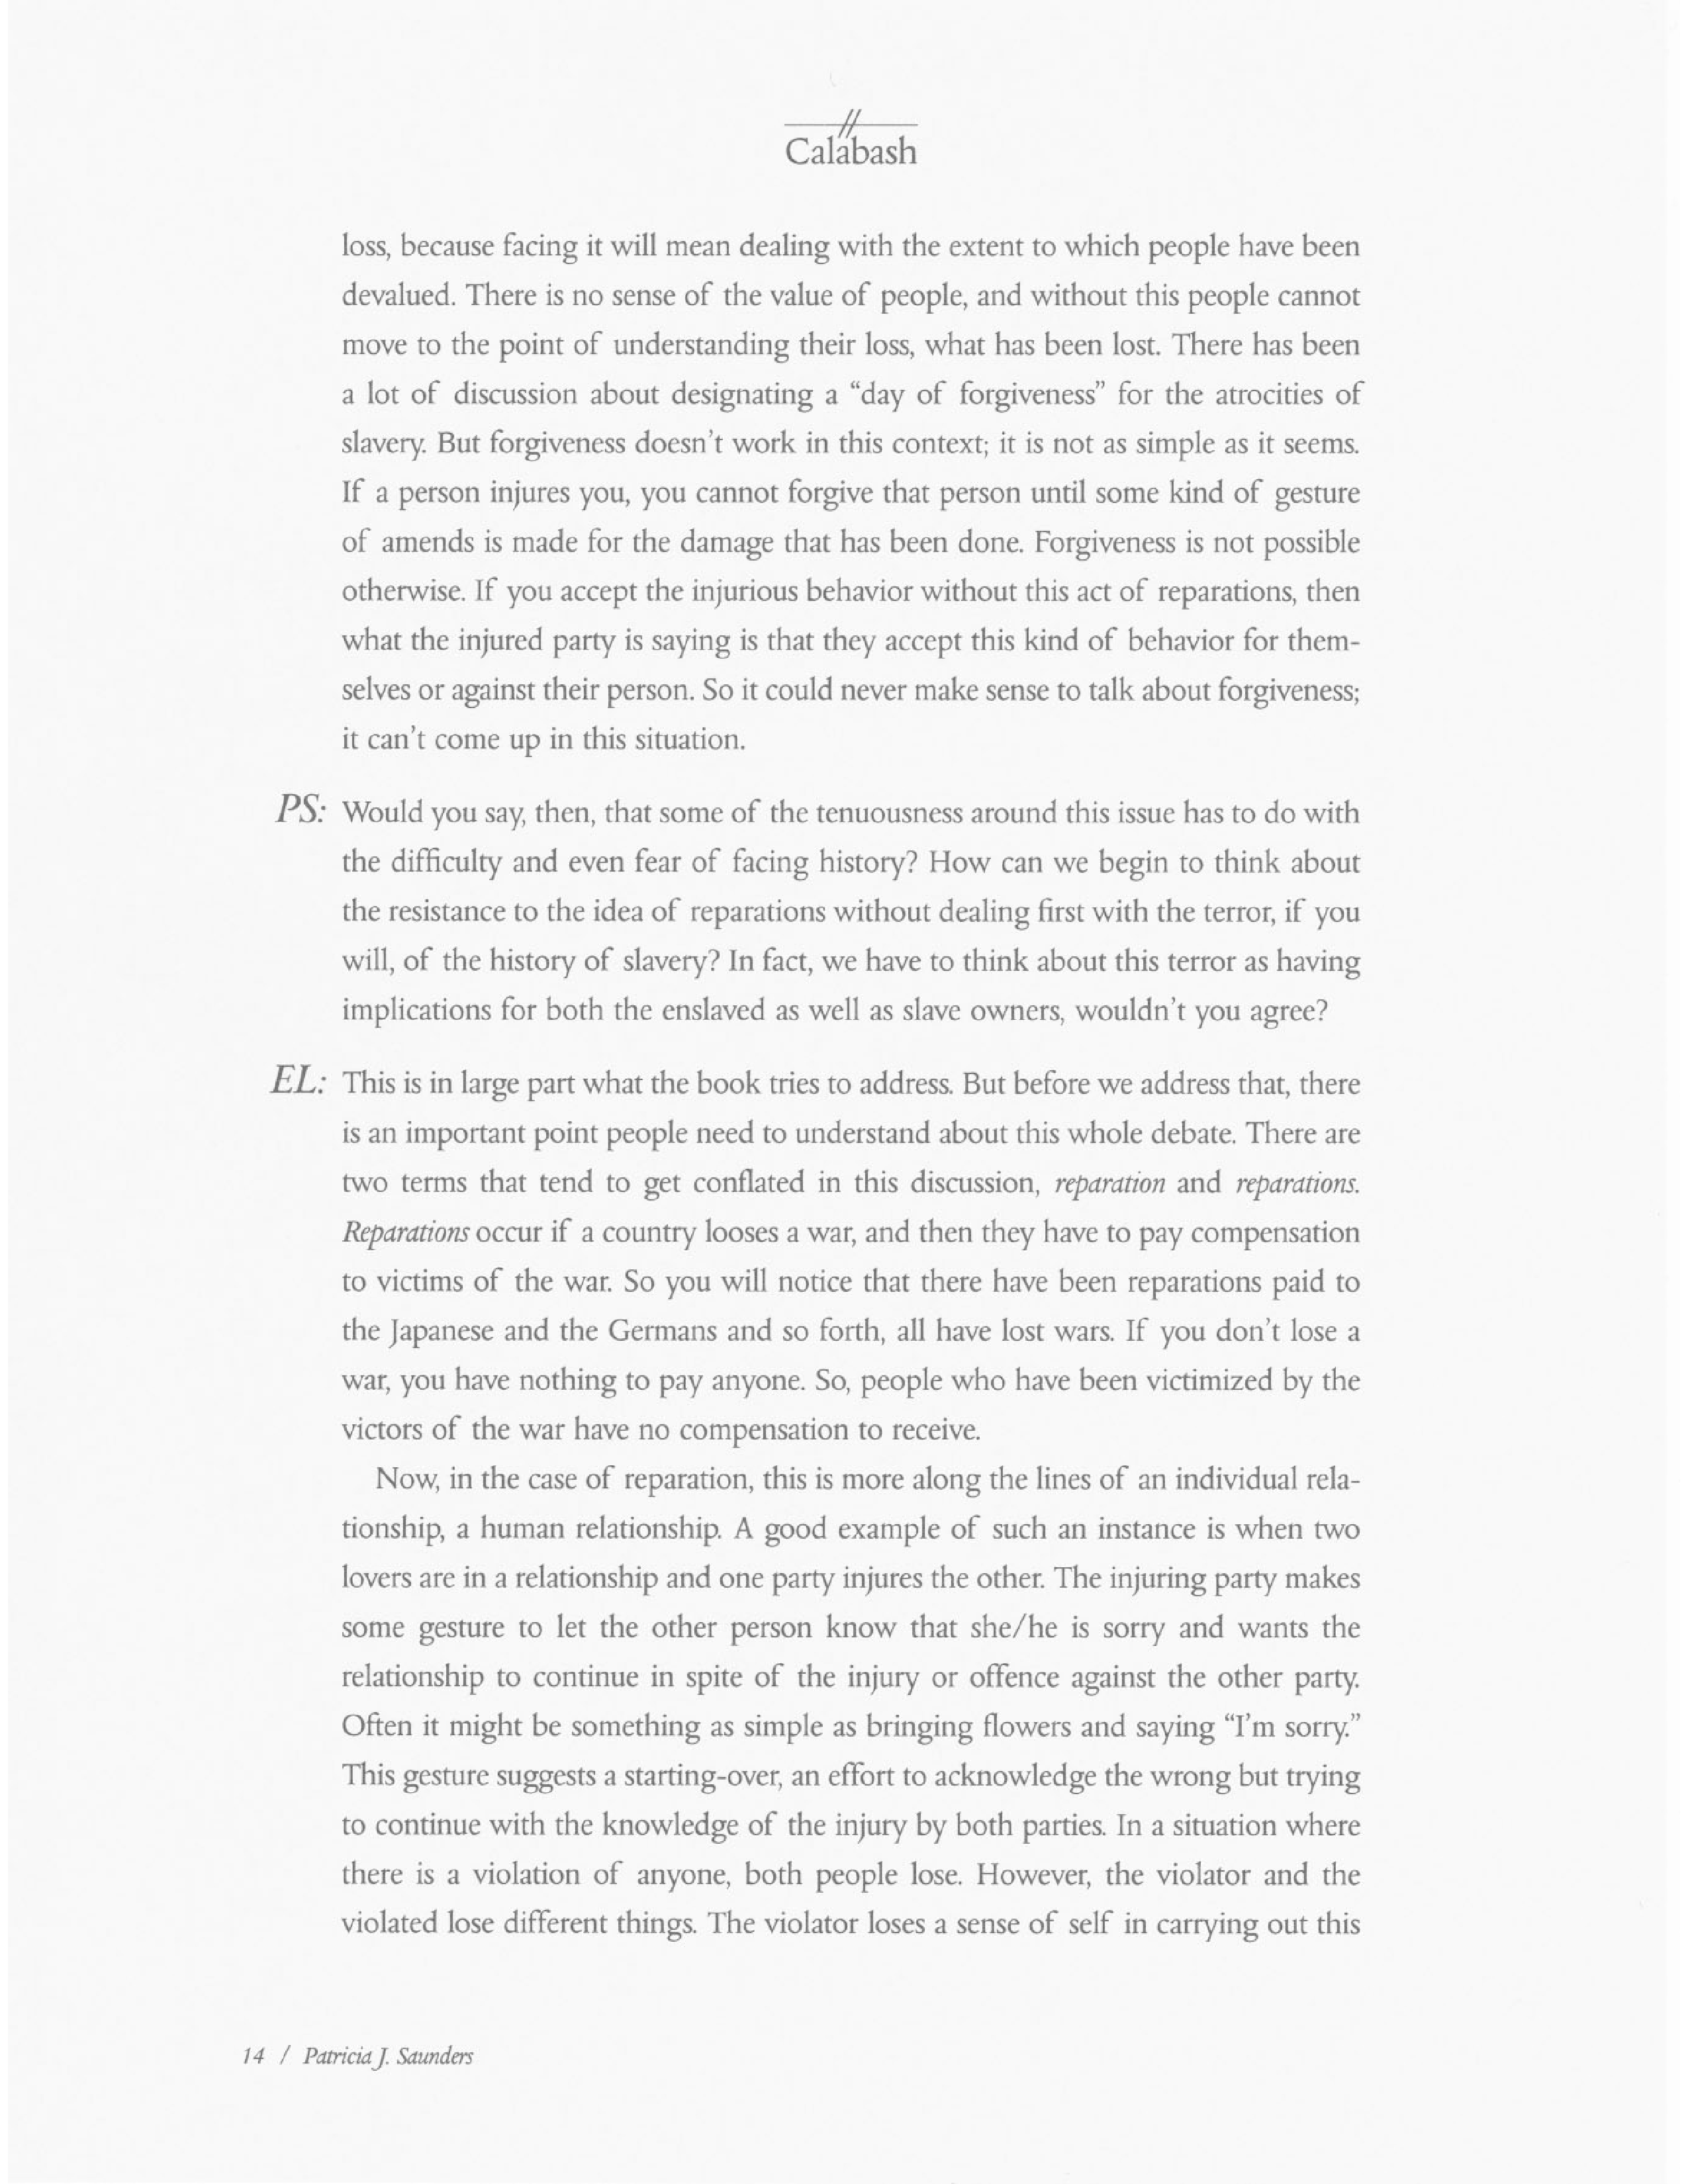 Calabash
loss, because facing it will mean dealing with the extent to which people have been
devalued. There is no sense of the value of people, and without this people cannot
move to the point of understanding their loss, what has been lost. There has been
a lot of discussion about designating a “day of forgiveness” for the atrocities of
slavery. But forgiveness doesn’t work in this context; it is not as simple as it seems.
If a person injures you, you cannot forgive that person until some kind of gesture
of amends is made for the damage that has been done. Forgiveness is not possible
otherwise. If you accept the injurious behavior without this act of reparations, then
what the injured party is saying is that they accept this kind of behavior for them-
selves or against their person. So it could never make sense to talk about forgiveness;
it can’t come up in this situation.
PS: Would you say, then, that some of the tenuousness around this issue has to do with
the difficulty and even fear of facing history? How can we begin to think about
the resistance to the idea of reparations without dealing first with the terror, if you
will, of the history of slavery? In fact, we have to think about this terror as having
implications for both the enslaved as well as slave owners, wouldn’t you agree?
EL: This is in large part what the book tries to address. But before we address that, there
is an important point people need to understand about this whole debate. There are
two terms that tend to get conflated in this discussion, reparation and reparations.
Reparations occur if a country looses a war, and then they have to pay compensation
to victims of the war. So you will notice that there have been reparations paid to
the Japanese and the Germans and so forth, all have lost wars. If you don’t lose a
war, you have nothing to pay anyone. So, people who have been victimized by the
victors of the war have no compensation to receive.
Now, in the case of reparation, this is more along the lines of an individual rela-
tionship, a human relationship. A good example of such an instance is when two
lovers are in a relationship and one party injures the other. The injuring party makes
some gesture to let the other person know that she/he is sorry and wants the
relationship to continue in spite of the injury or offence against the other party.
Often it might be something as simple as bringing flowers and saying “I’m sorry.”
This gesture suggests a starting-over, an effort to acknowledge the wrong but trying
to continue with the knowledge of the injury by both parties. In a situation where
there is a violation of anyone, both people lose. However, the violator and the
violated lose different things. The violator loses a sense of self in carrying out this
14 / Patricia J. Saunders